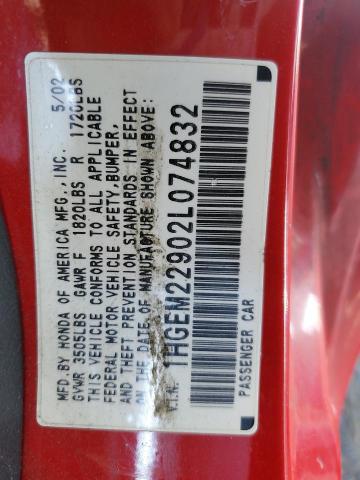 MFD.BY HONDA OF AMERICA MFG.,INC. 5/02
GVWR 3505LBS GAWR F 1820LBS R 1720LBS
THIS VEHICLE CONFORMS TO ALL APPLICABLE
FEDERAL MOTOR VEHICLE SAFETY,BUMPER,
AND THEFT PREVENTION STANDARDS IN EFFECT
ON THE DATE OF MANUFACTURE SHOWN ABOVE.
V.I.N.
1HGEM22902L074832
PASSENGER CAR